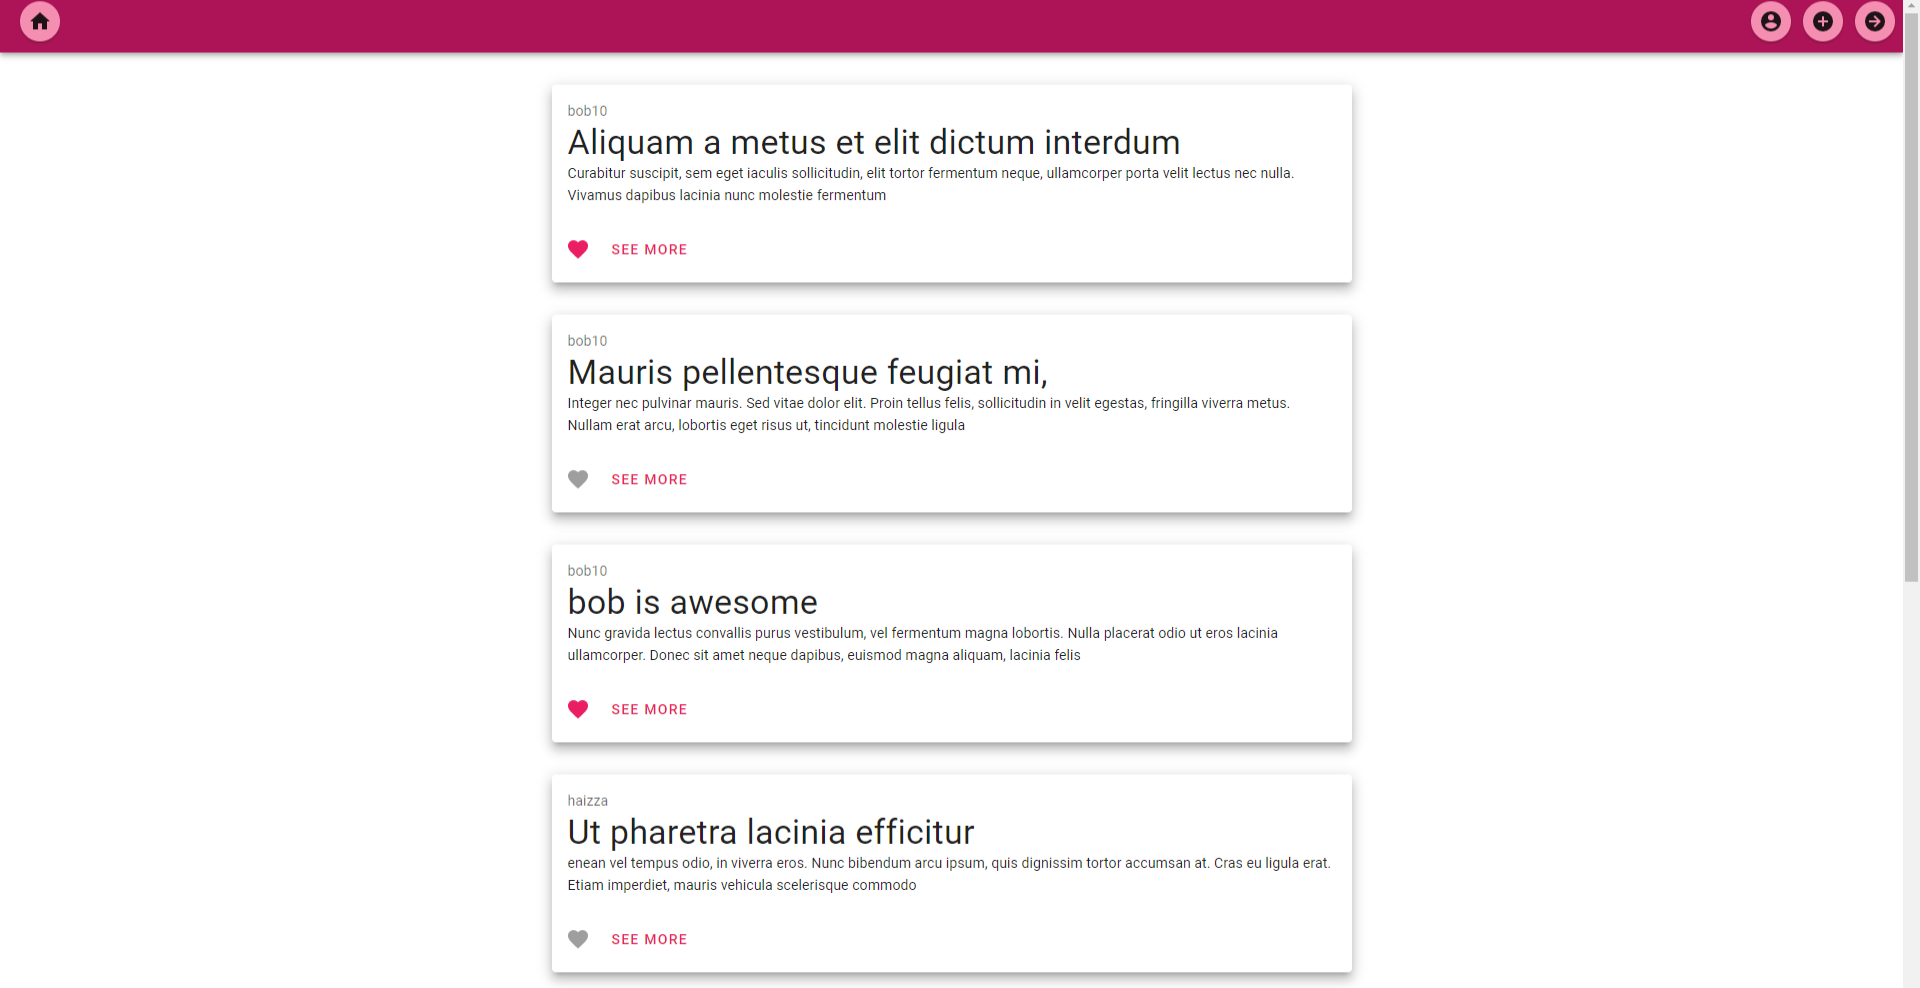 bob10
Aliquam a metus et elit dictum interdum
Curabitur suscipit, sem eget iaculis sollicitudin, elit tortor fermentum neque, ullamcorper porta velit lectus nec nulla.
Vivamus dapibus lacinia nunc molestie fermentum
SEE MORE
bob10
Mauris pellentesque feugiat mi,
Integer nec pulvinar mauris. Sed vitae dolor elit. Proin tellus felis, sollicitudin in velit egestas, fringilla viverra metus.
Nullam erat arcu, lobortis eget risus ut, tincidunt molestie ligula
SEE MORE
bob10
bob is awesome
Nunc gravida lectus convallis purus vestibulum, vel fermentum magna lobortis. Nulla placerat odio ut eros lacinia
ullamcorper. Donec sit amet neque dapibus, euismod magna aliquam, lacinia felis
SEE MORE
haizza
Ut pharetra lacinia efficitur
enean vel tempus odio, in viverra eros. Nunc bibendum arcu ipsum, quis dignissim tortor accumsan at. Cras eu ligula erat.
Etiam imperdiet, mauris vehicula scelerisque commodo
SEE MORE